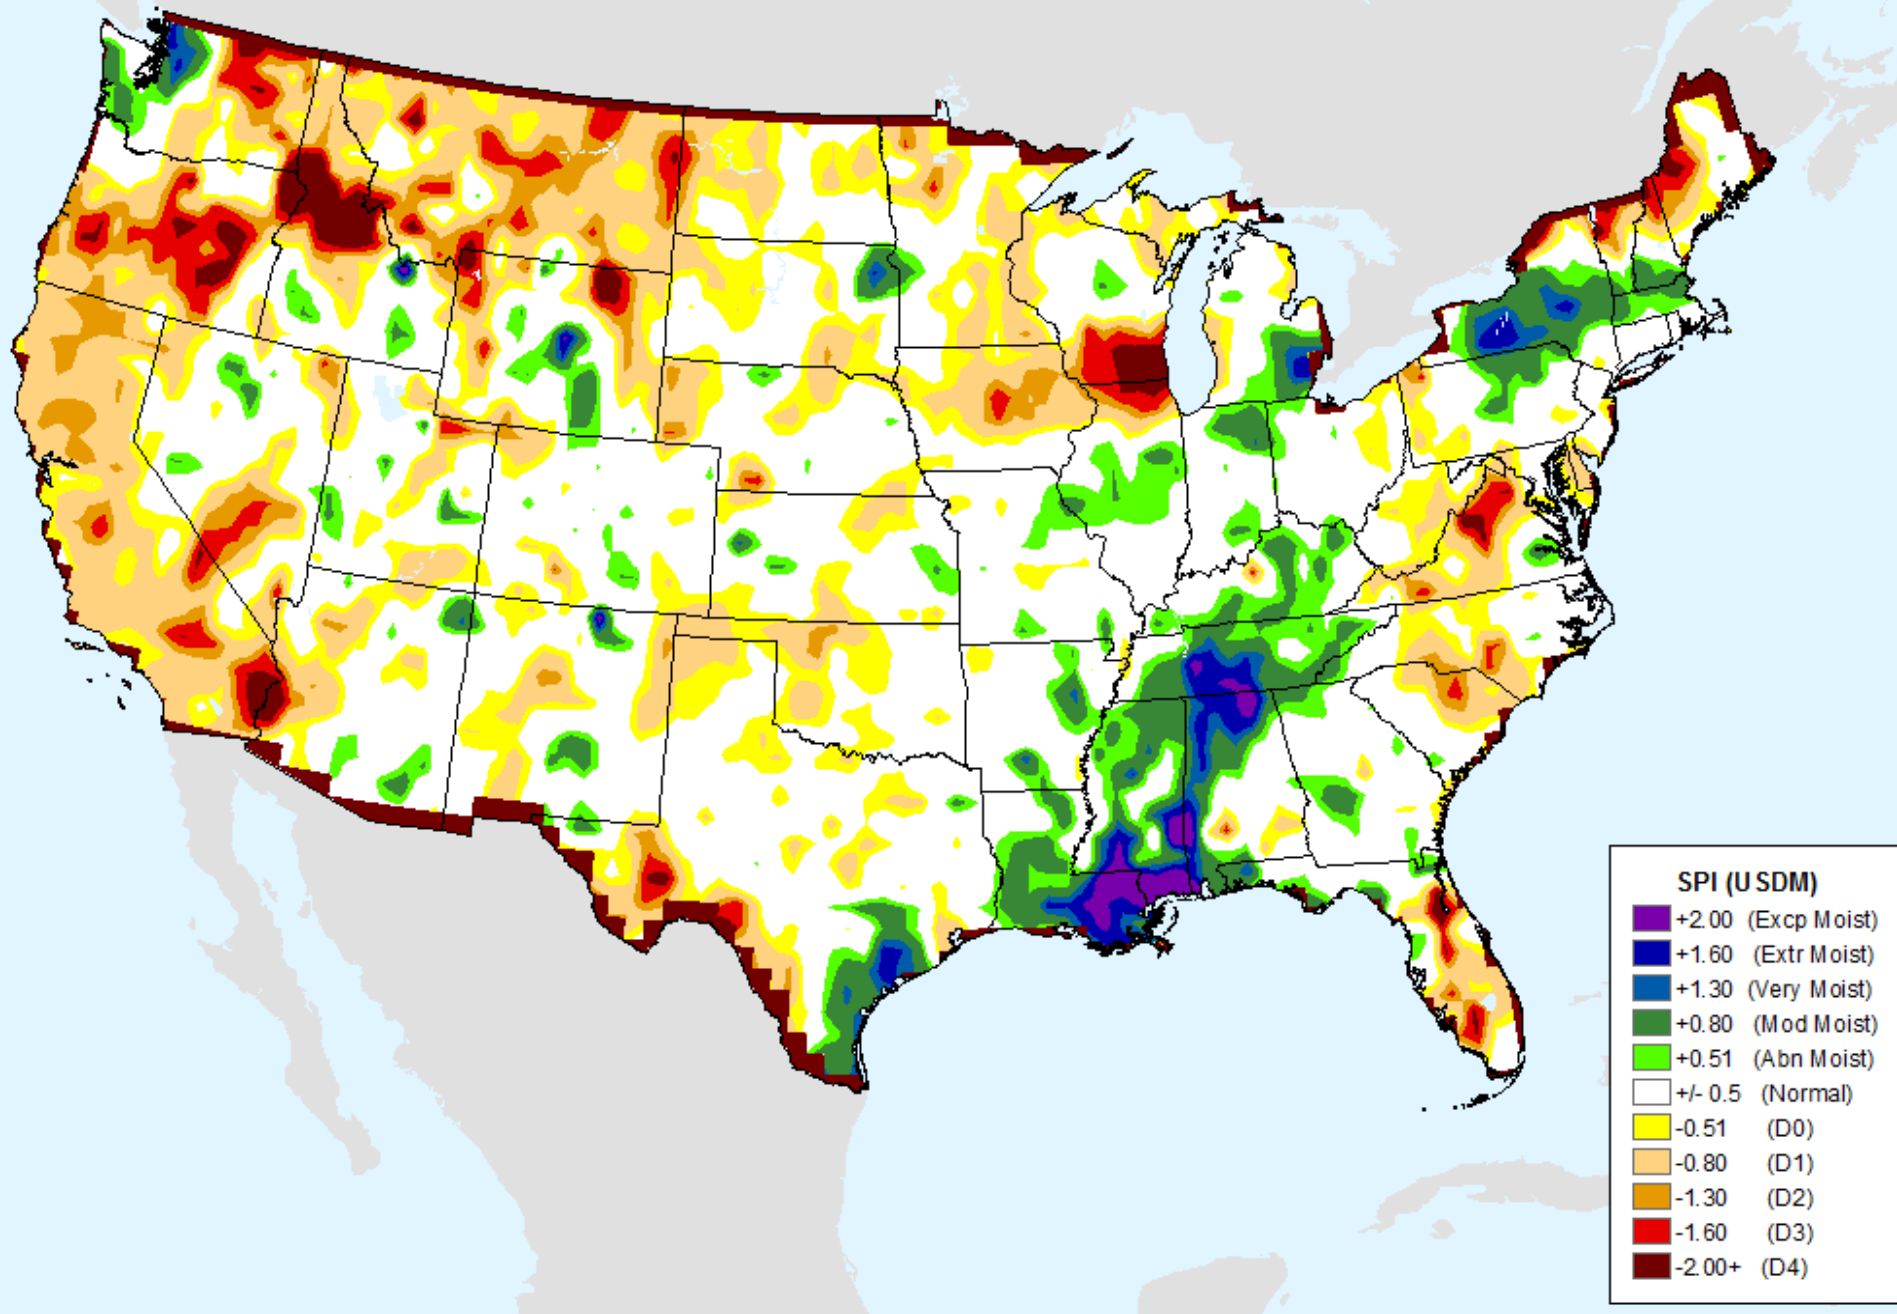 SPI (USDM)
+2.00 (Excp Moist)
+1.60 (Extr Moist)
+1.30 (Very Moist)
+0.80 (Mod Moist)
+0.51 (Abn Moist)
+/- 0.5 (Normal)
-0.51 (D0)
-0.80 (D1)
-1.30 (D2)
-1.60 (D3)
-2.00+ (D4)